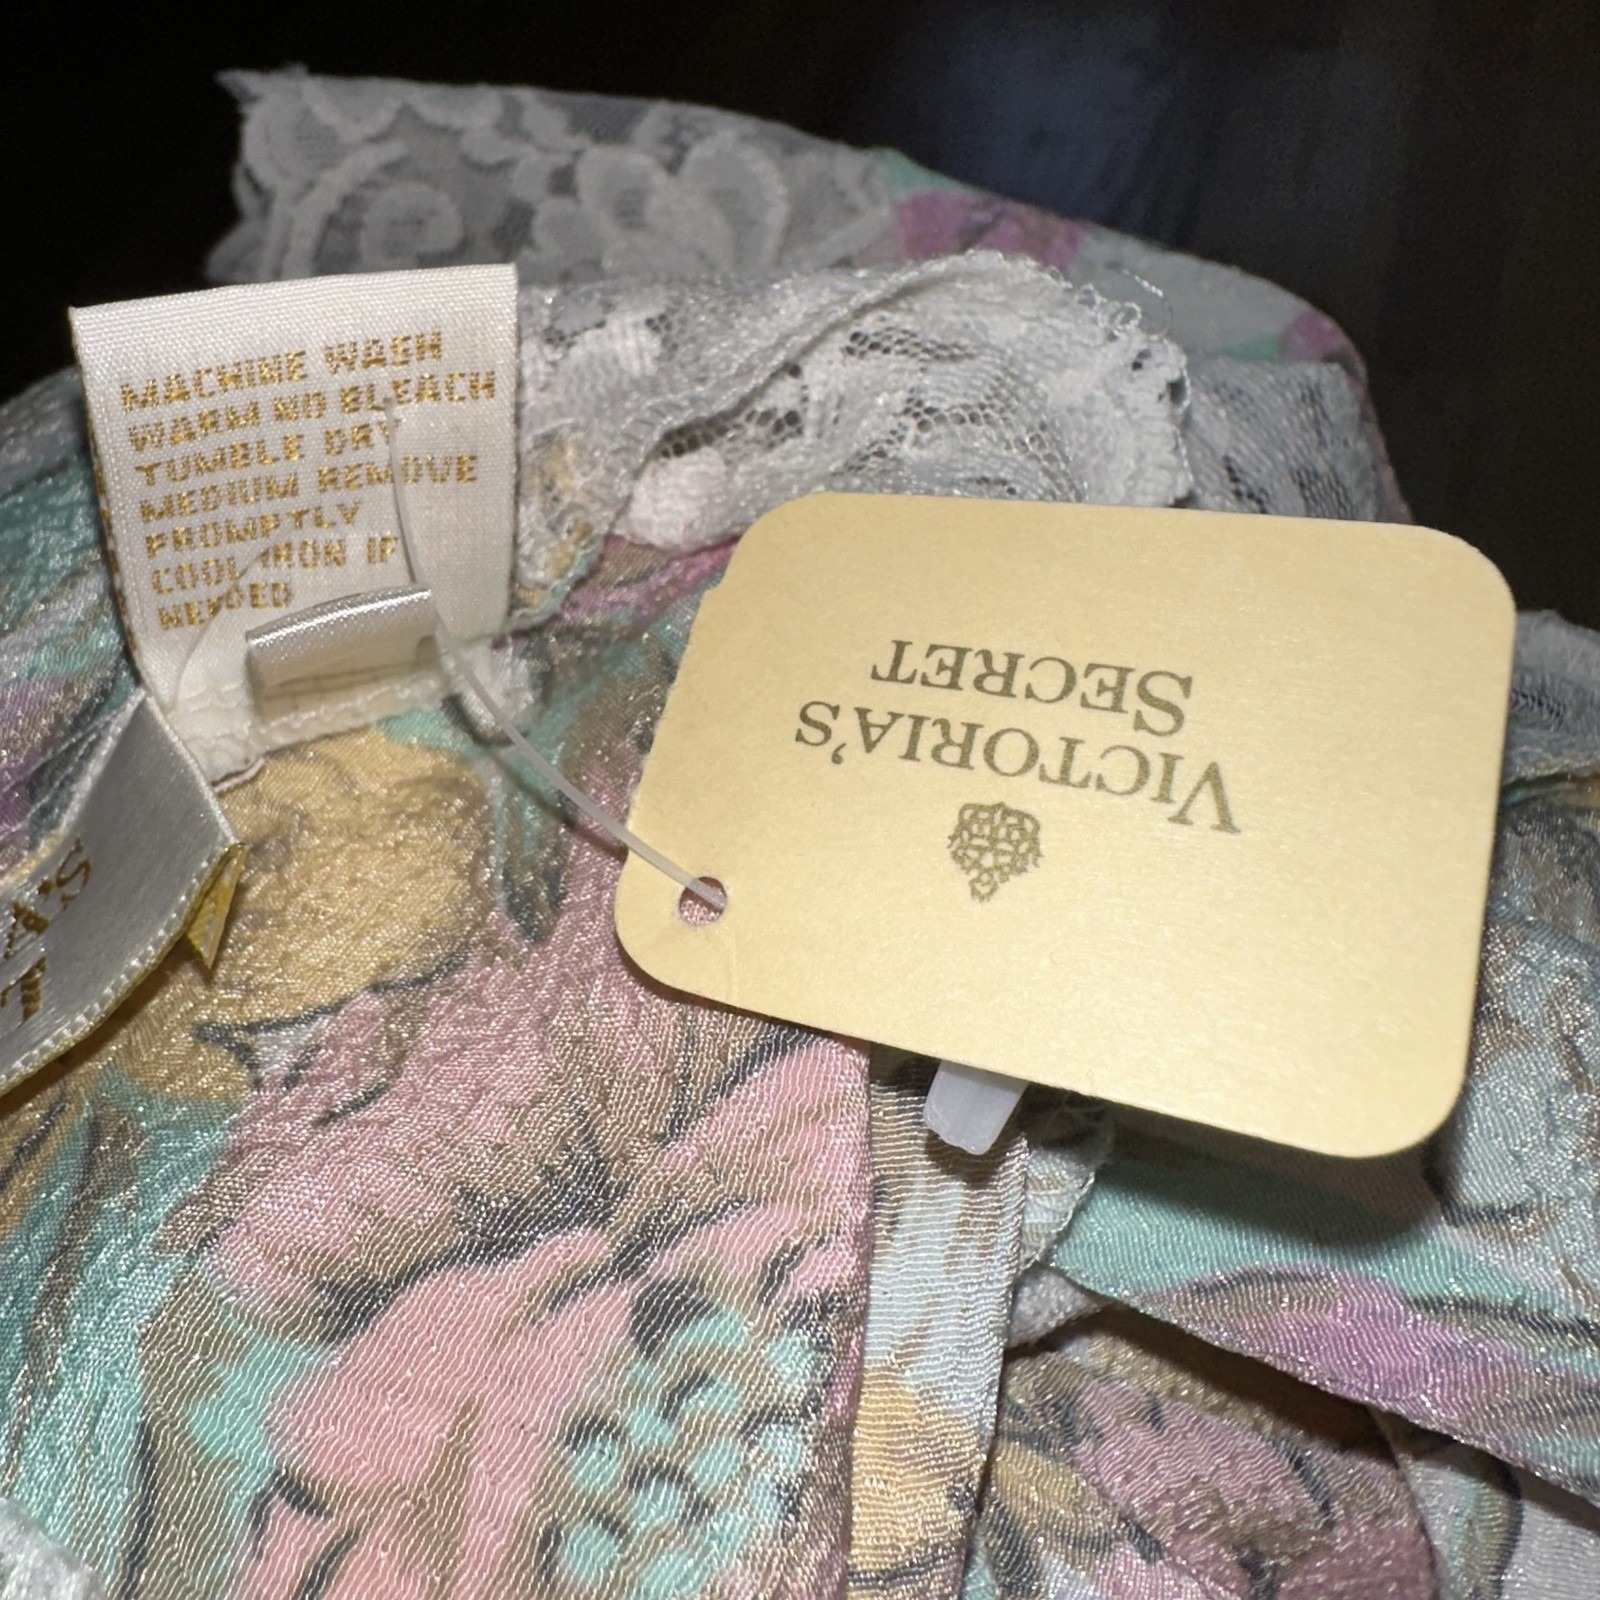 MACHINE WASH
WARM NO BLEACH
TUMBLE DRY
MEDIUM REMOVE
PROMPTLY
COOL IRON IF
NEEDED
VICTORIA'S
SECRET